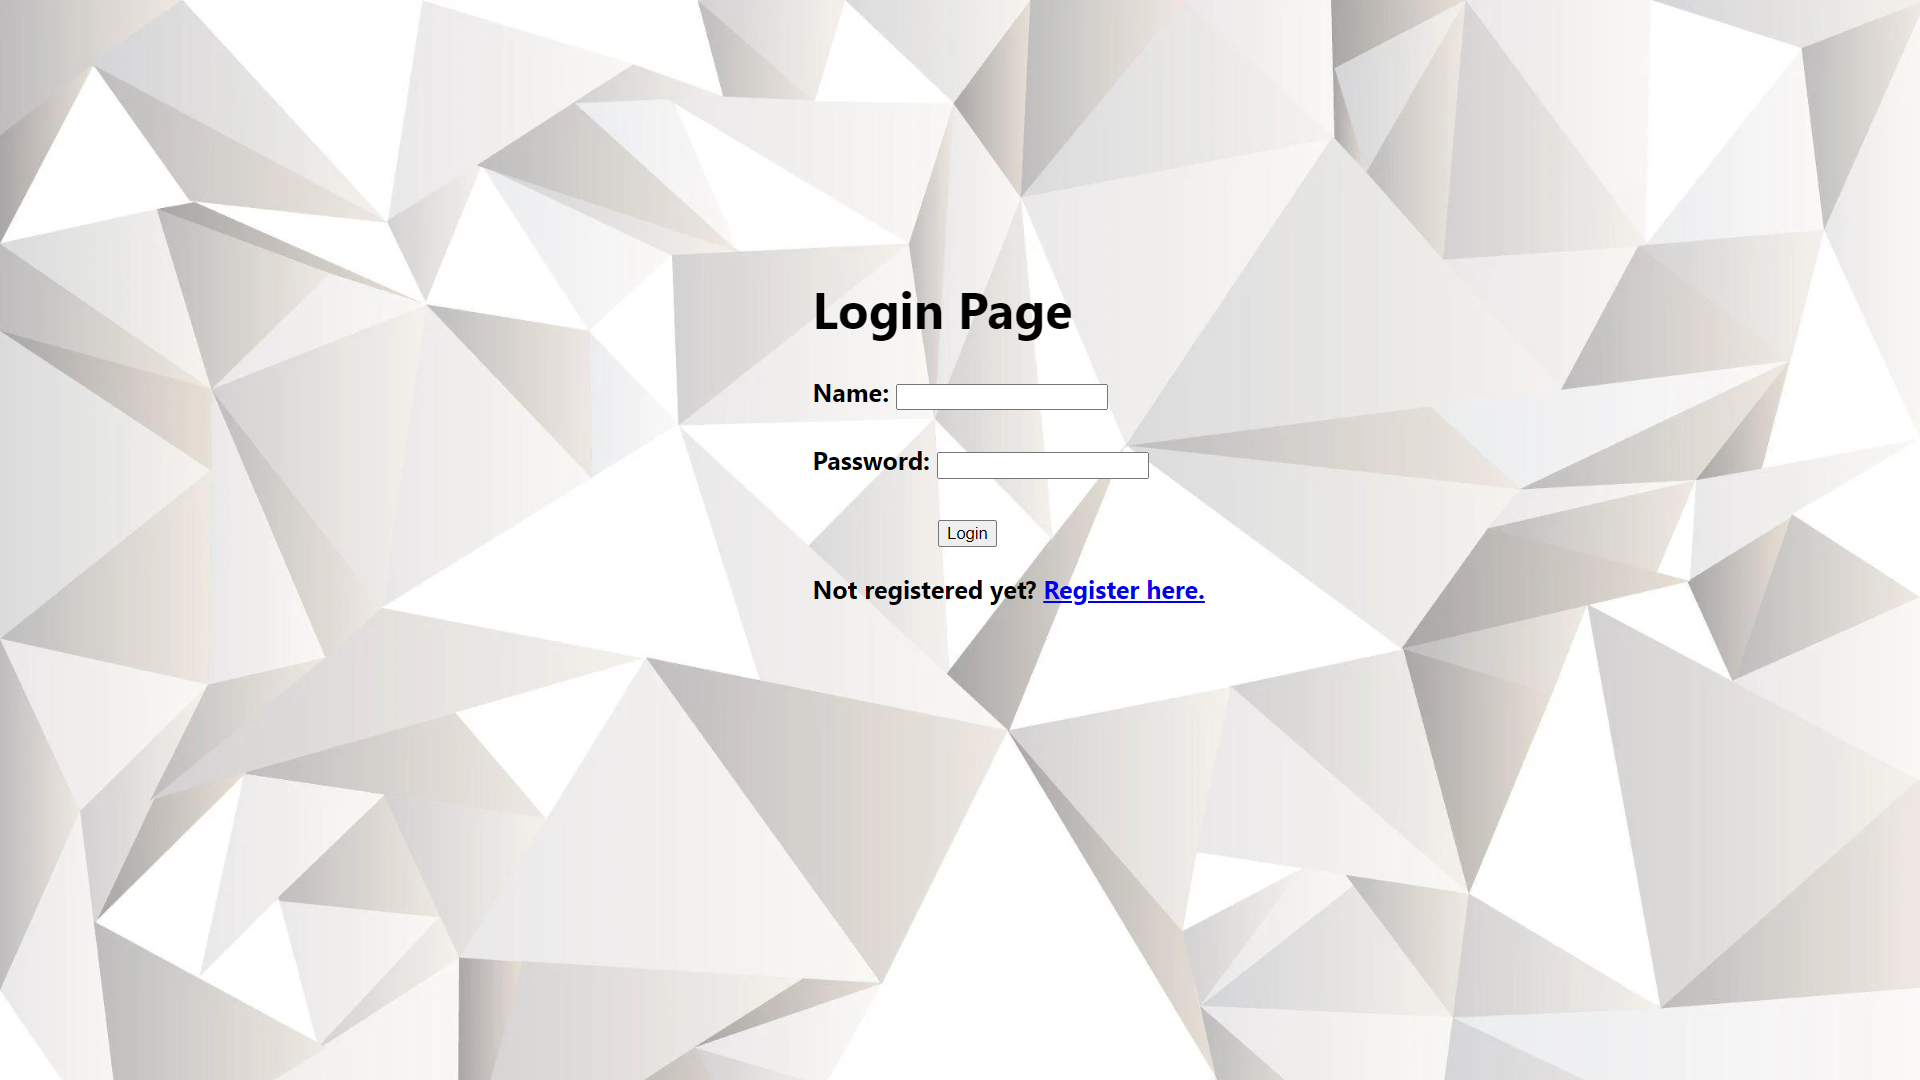 Login Page
Name:
Password:
Login
Not registered yet? Register here.